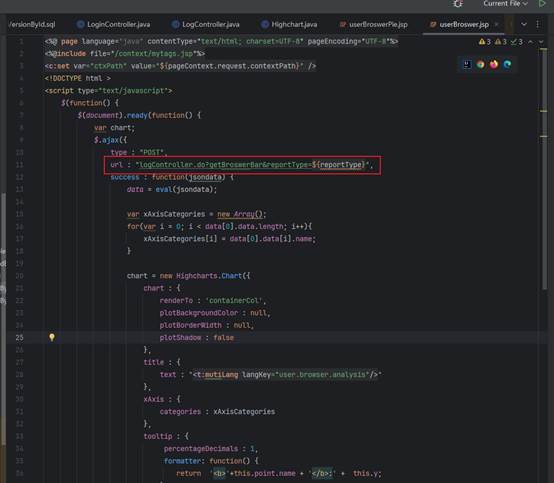 Current File
/ersionById.sql LoginController.java LogController.java Highchart.java userBroswerPie.jsp userBroswer.jsp
3 3 3
1 <%@ page language="java" contentType="text/html; charset=UTF-8" pageEncoding="UTF-8"%>
2 <%@include file="/context/mytags.jsp"%>
3 <c:set var="ctxPath" value="${pageContext.request.contextPath}" />
4 <!DOCTYPE html >
5 <script type="text/javascript">
6 $(function() {
7 $(document).ready(function() {
8 var chart;
9 $.ajax({
10 type : "POST",
11 url : "logController.do?getBroswerBar&reportType=${reportType}",
12 success : function(jsondata) {
13 data = eval(jsondata);
14
15 var xAxisCategories = new Array();
16 for(var i = 0; i < data[0].data.length; i++){
17 xAxisCategories[i] = data[0].data[i].name;
18 }
19
20 chart = new Highcharts.Chart({
21 chart : {
22 renderTo : 'containerCol',
23 plotBackgroundColor : null,
24 plotBorderWidth : null,
25 plotShadow : false
26 },
27 title : {
28 text : "<t:mutiLang langKey="user.browser.analysis"/>"
29 },
30 xAxis : {
31 categories : xAxisCategories
32 },
33 tooltip : {
34 percentageDecimals : 1,
35 formatter: function() {
36 return '<b>'+this.point.name + '</b>:' + this.y;